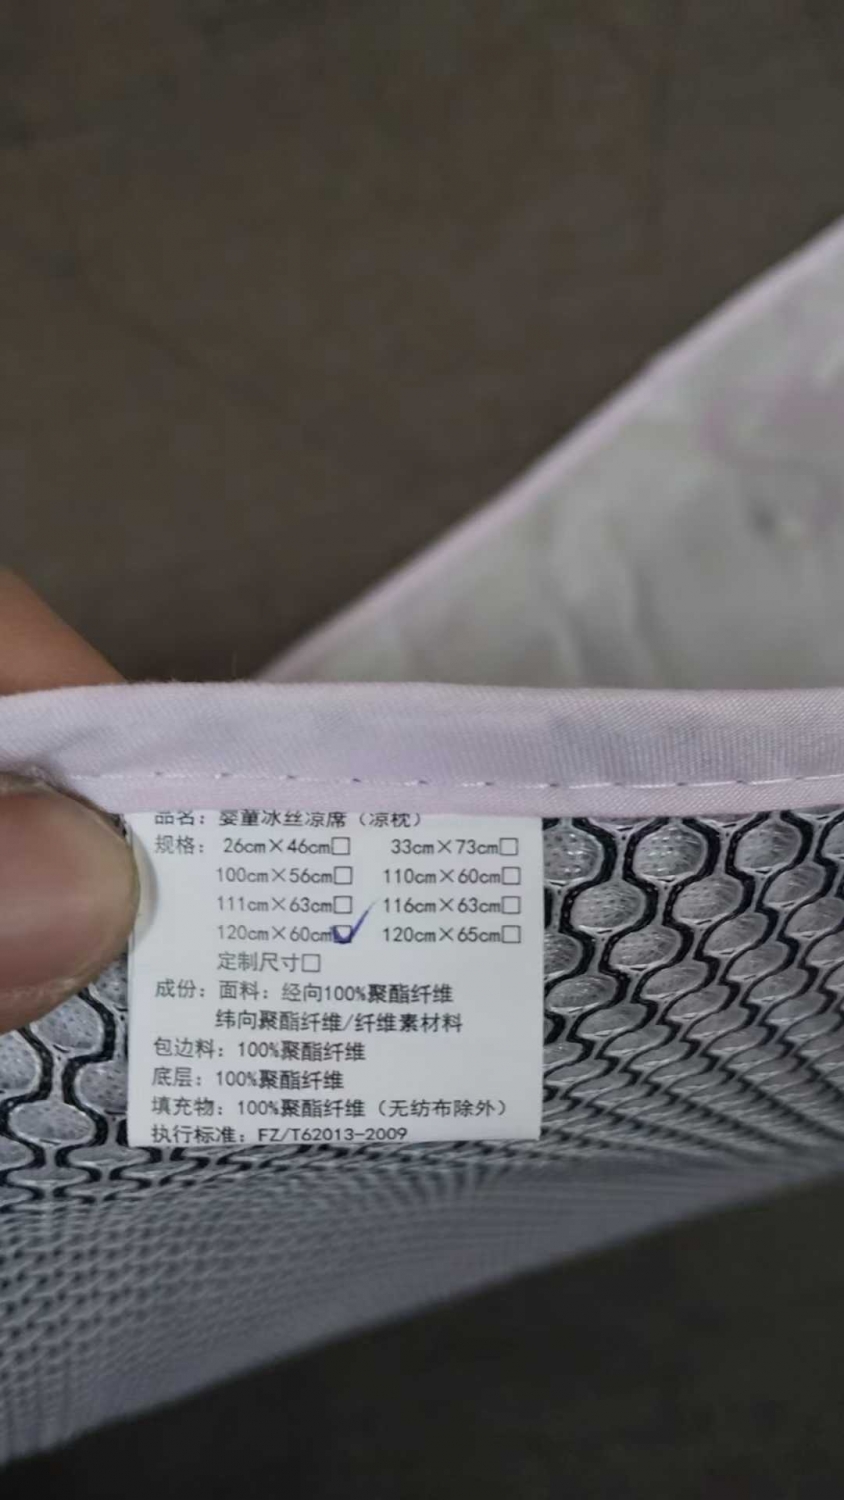 品名：婴童冰丝凉席（凉枕）
规格：26cm×46cm□ 33cm×73cm□
100cm×56cm□ 110cm×60cm□
111cm×63cm□ 116cm×63cm□
120cm×60cm☑ 120cm×65cm□
定制尺寸□
成份：面料：经向100%聚酯纤维
纬向聚酯纤维/纤维素材料
包边料：100%聚酯纤维
底层：100%聚酯纤维
填充物：100%聚酯纤维（无纺布除外）
执行标准：FZ/T62013-2009